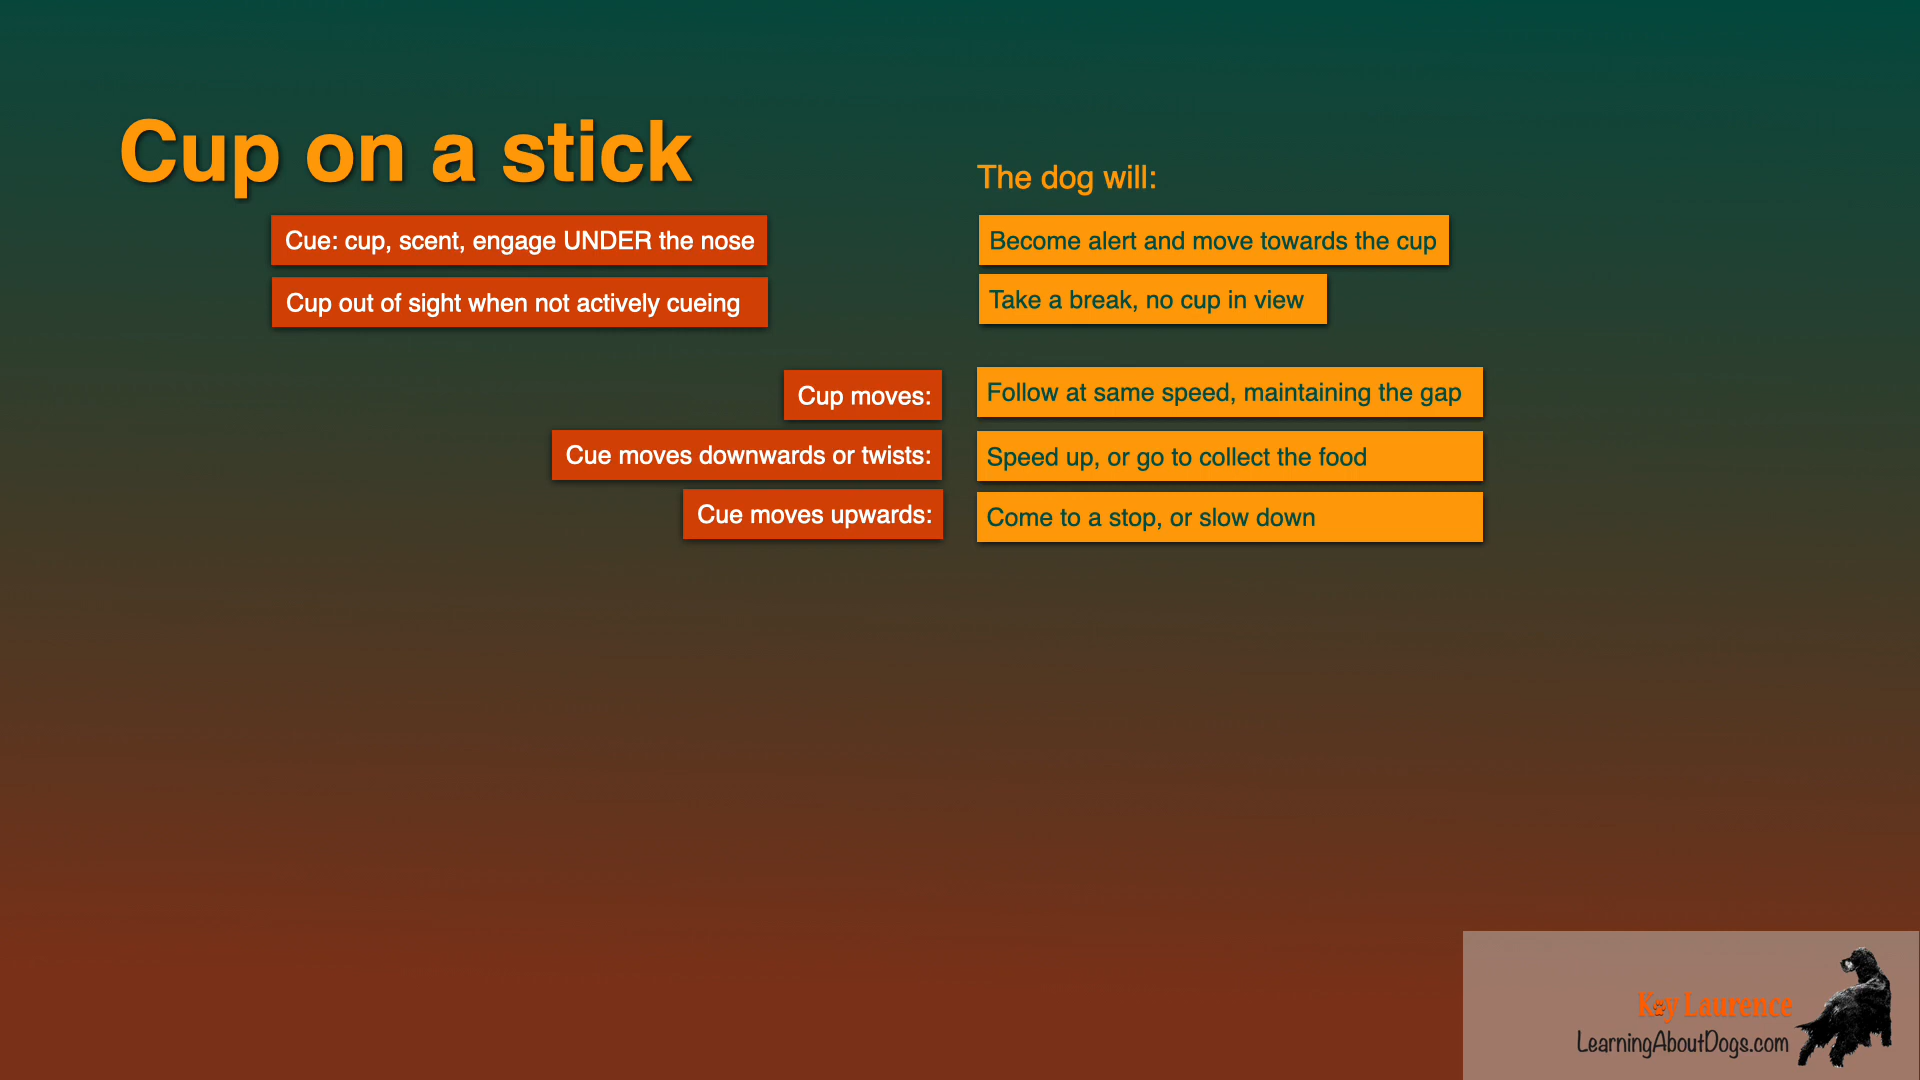 Cup on a stick
The dog will:
Cue: cup, scent, engage UNDER the nose
Become alert and move towards the cup
Cup out of sight when not actively cueing
Take a break, no cup in view
Cup moves:
Follow at same speed, maintaining the gap
Cue moves downwards or twists:
Speed up, or go to collect the food
Cue moves upwards:
Come to a stop, or slow down
Kay Laurence
LearningAboutDogs.com